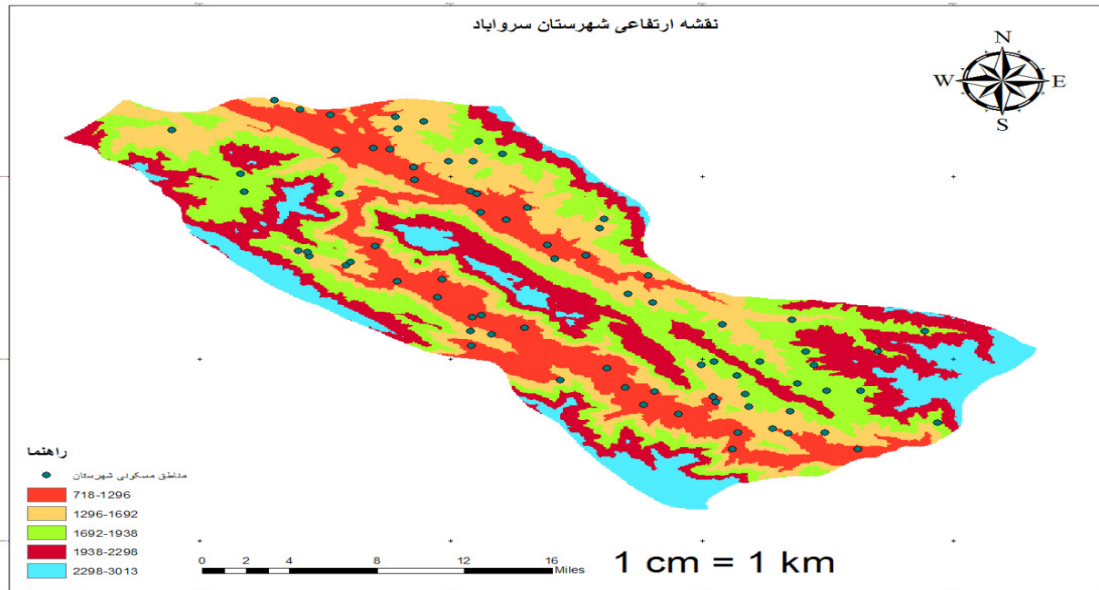 نقشه ارتفاعی شهرستان سرواباد
N
W E
S
راهنما
مناطق مسکونی شهرستان
718-1296
1296-1692
1692-1938
1938-2298
2298-3013
0 2 4 8 12 16
Miles
1 cm = 1 km